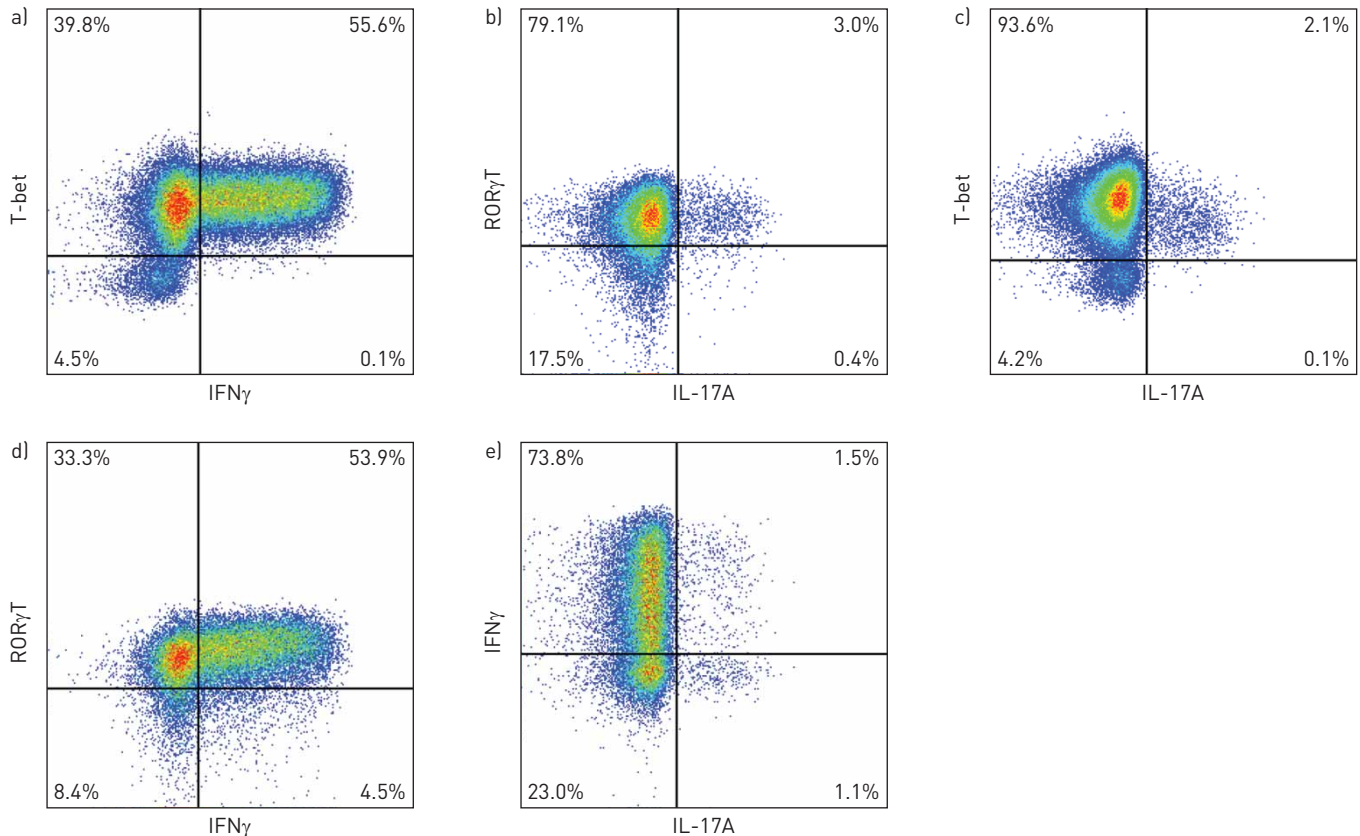 a) 39.8% 55.6%
T-bet
4.5% 0.1%
IFNγ
b) 79.1% 3.0%
RORγT
17.5% 0.4%
IL-17A
c) 93.6% 2.1%
T-bet
4.2% 0.1%
IL-17A
d) 33.3% 53.9%
RORγT
8.4% 4.5%
IFNγ
e) 73.8% 1.5%
IFNγ
23.0% 1.1%
IL-17A